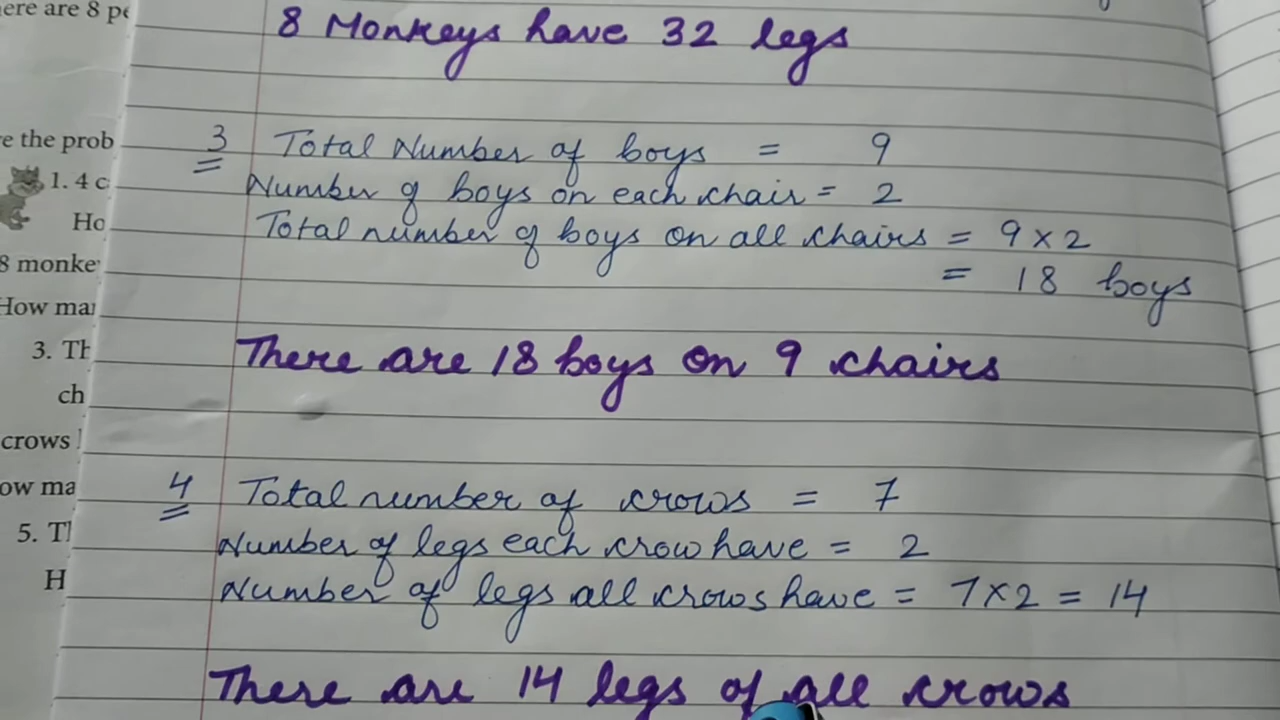 ere are 8 pe
8 Monkeys have 32 legs
e the prob
1. 4 c
Ho
8 monke
How ma
3. Th
ch
crows
ow ma
5. T
H
3 Total Number of boys = 9
Number of boys on each chair = 2
Total number of boys on all chairs = 9 x 2
= 18 boys
There are 18 boys on 9 chairs
4 Total number of crows = 7
Number of legs each crow have = 2
Number of legs all crows have = 7x2 = 14
There are 14 legs of all crows